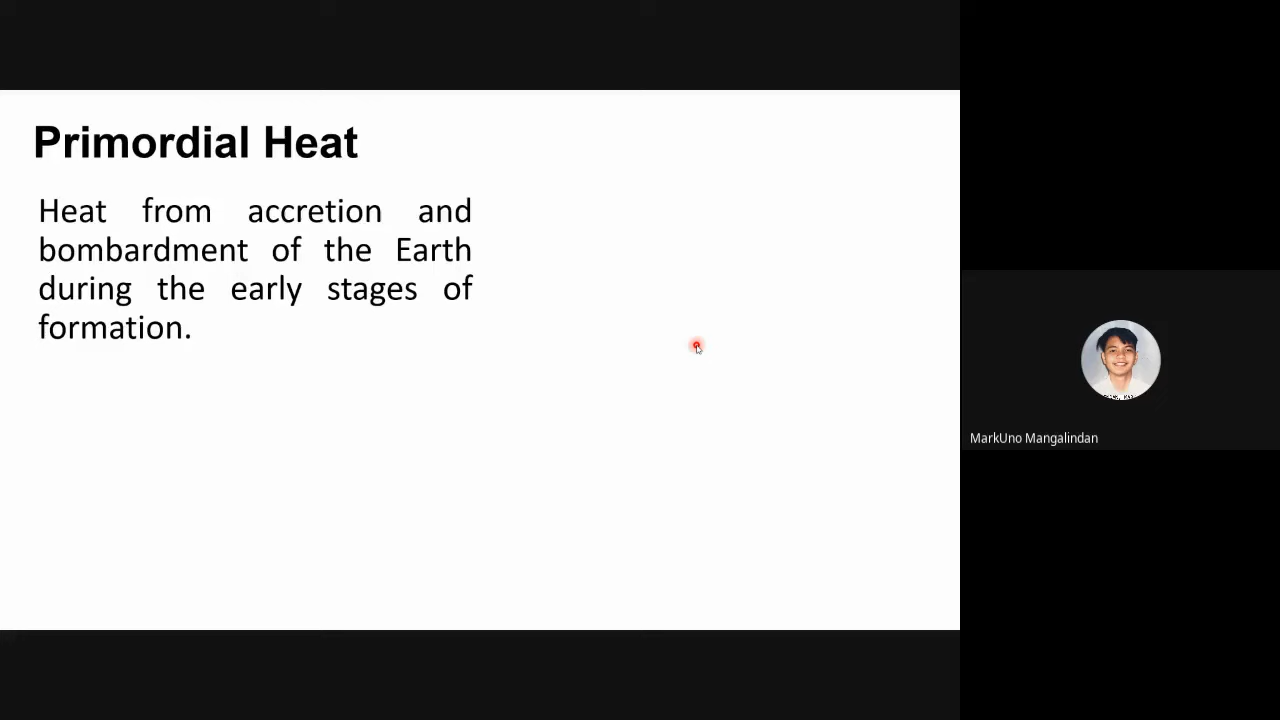 Primordial Heat
Heat from accretion and
bombardment of the Earth
during the early stages of
formation.
MarkUno Mangalindan